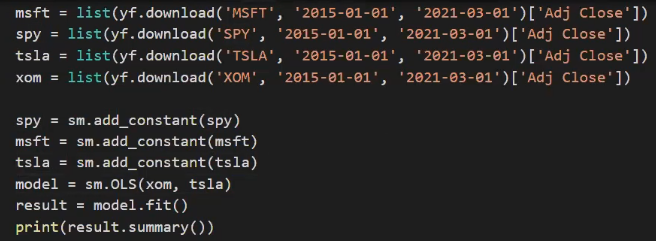 msft = list(yf.download('MSFT', '2015-01-01', '2021-03-01')['Adj Close'])
spy = list(yf.download('SPY', '2015-01-01', '2021-03-01')['Adj Close'])
tsla = list(yf.download('TSLA', '2015-01-01', '2021-03-01')['Adj Close'])
xom = list(yf.download('XOM', '2015-01-01', '2021-03-01')['Adj Close'])
spy = sm.add_constant(spy)
msft = sm.add_constant(msft)
tsla = sm.add_constant(tsla)
model = sm.OLS(xom, tsla)
result = model.fit()
print(result.summary())